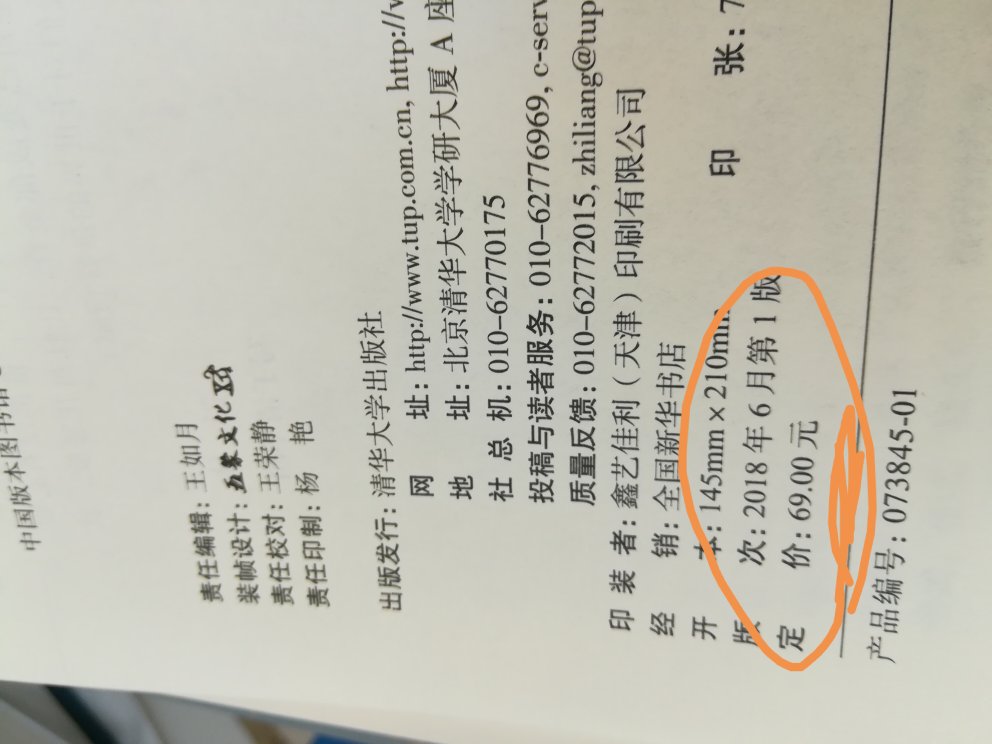 中国版本图书馆
责任编辑：王如月
装帧设计：
责任校对：王荣静
责任印制：杨 艳
出版发行：清华大学出版社
网 址：http://www.tup.com.cn, http://w
地 址：北京清华大学学研大厦 A 座
社 总 机：010-62770175
投稿与读者服务：010-62776969, c-serv
质量反馈：010-62772015, zhiliang@tup
印 装 者：鑫艺佳利（天津）印刷有限公司
经 销：全国新华书店
开 本：145mm×210mm 印 张：7
版 次：2018 年 6 月第 1 版
定 价：69.00 元
产品编号：073845-01